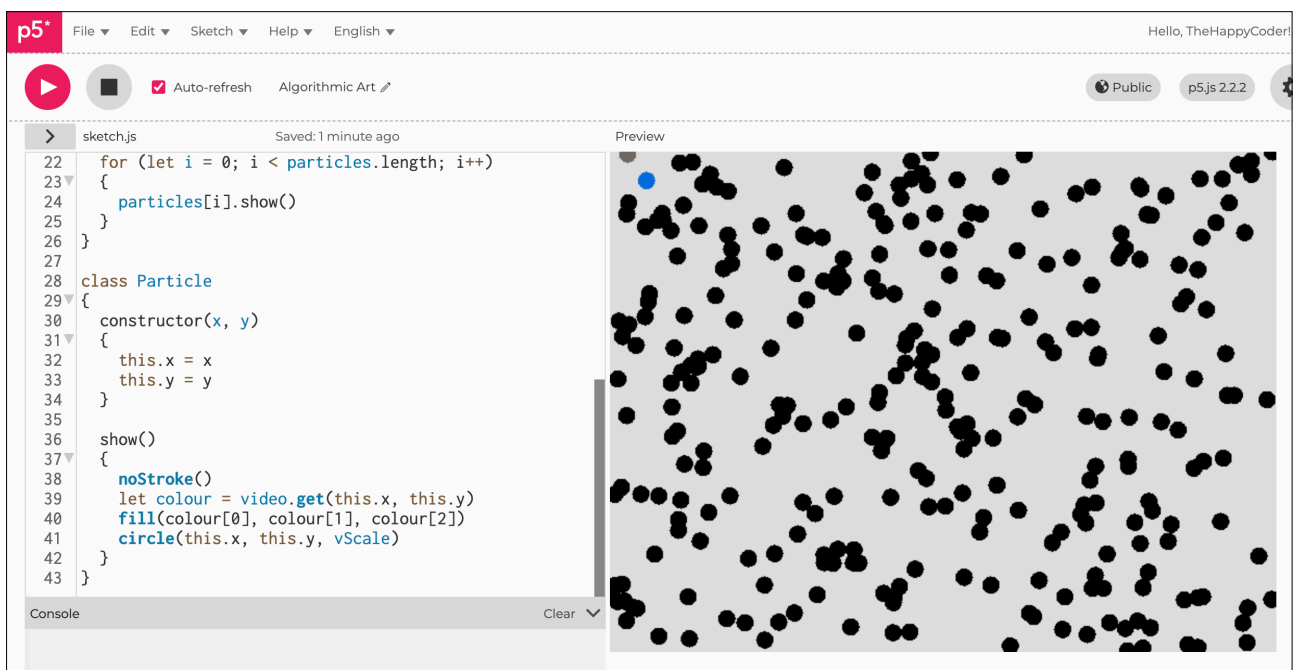 p5* File Edit Sketch Help English Hello, TheHappyCoder!
Auto-refresh Algorithmic Art Public p5.js 2.2.2
sketch.js Saved: 1 minute ago Preview
22 for (let i = 0; i < particles.length; i++)
23 {
24 particles[i].show()
25 }
26 }
27
28 class Particle
29 {
30 constructor(x, y)
31 {
32 this.x = x
33 this.y = y
34 }
35
36 show()
37 {
38 noStroke()
39 let colour = video.get(this.x, this.y)
40 fill(colour[0], colour[1], colour[2])
41 circle(this.x, this.y, vScale)
42 }
43 }
Console Clear